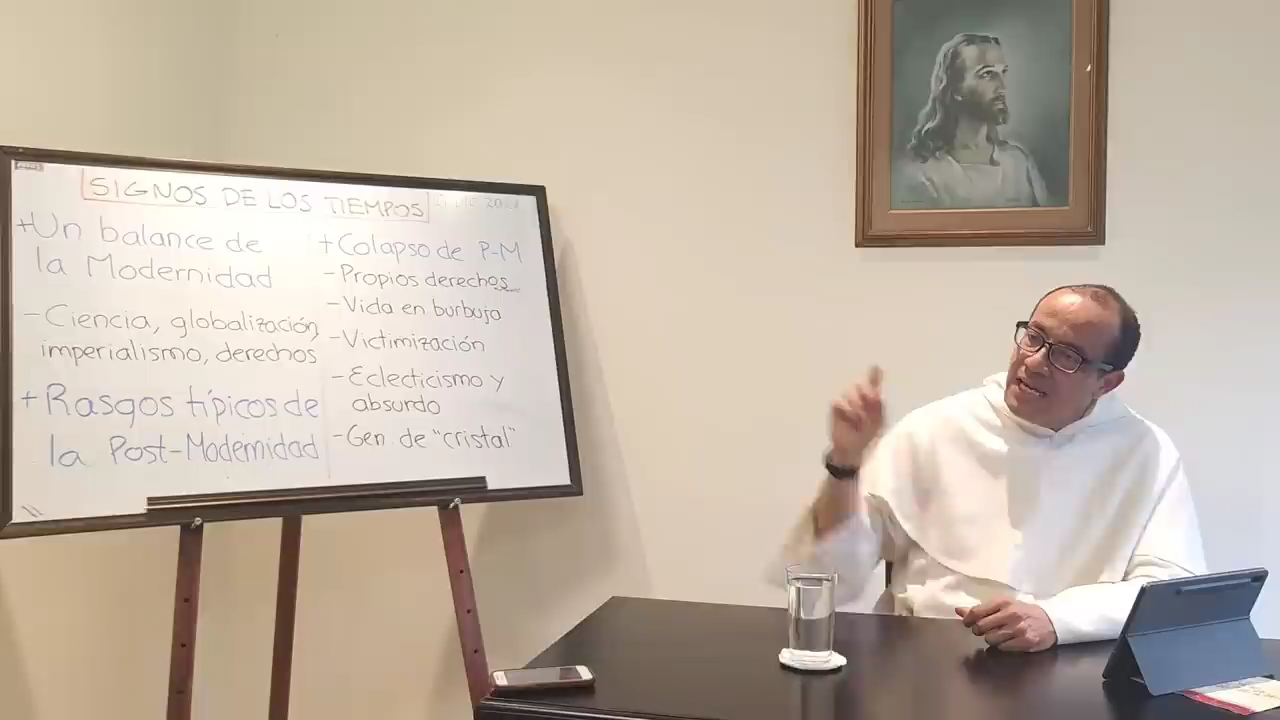 SIGNOS DE LOS TIEMPOS
+Un balance de
la Modernidad
-Ciencia, globalización,
imperialismo, derechos
+Rasgos típicos de
la Post-Modernidad
+Colapso de P-M
-Propios derechos
-Vida en burbuja
-Victimización
-Eclecticismo y
absurdo
-Gen de "cristal"